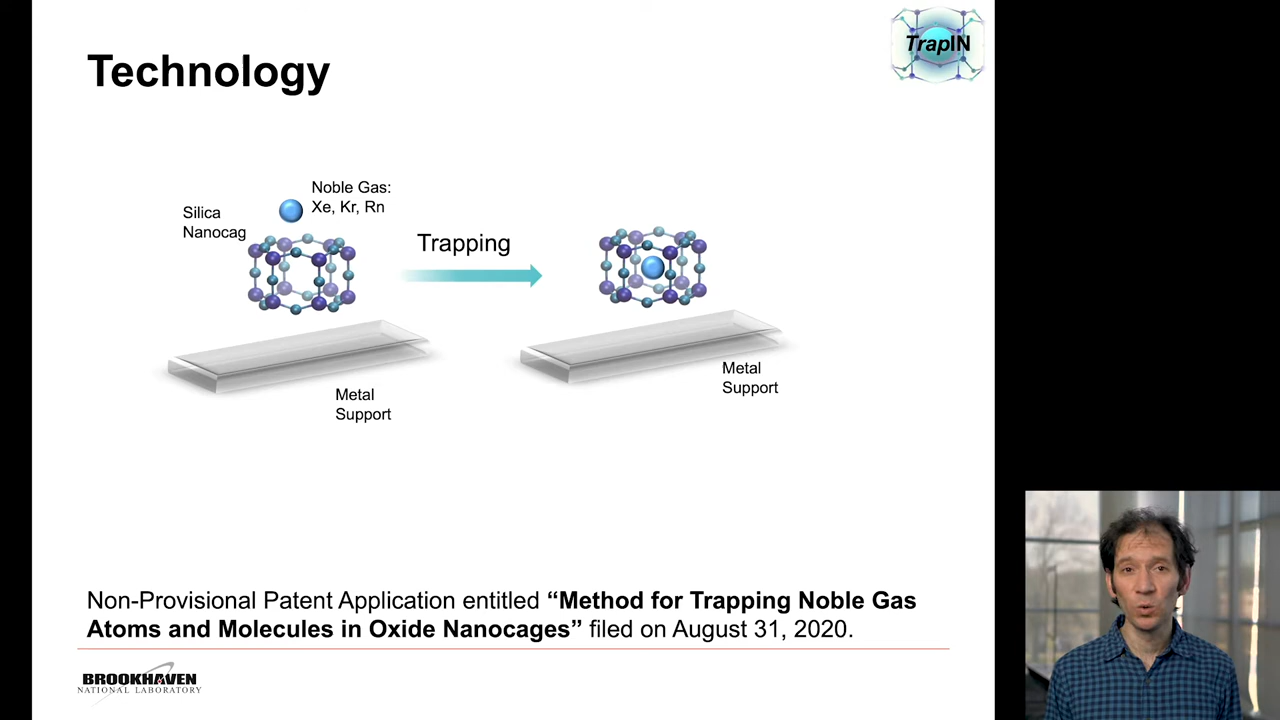 Technology
TrapIN
Noble Gas:
Xe, Kr, Rn
Silica
Nanocag
Trapping
Metal
Support
Metal
Support
Non-Provisional Patent Application entitled “Method for Trapping Noble Gas
Atoms and Molecules in Oxide Nanocages” filed on August 31, 2020.
BROOKHAVEN
NATIONAL LABORATORY